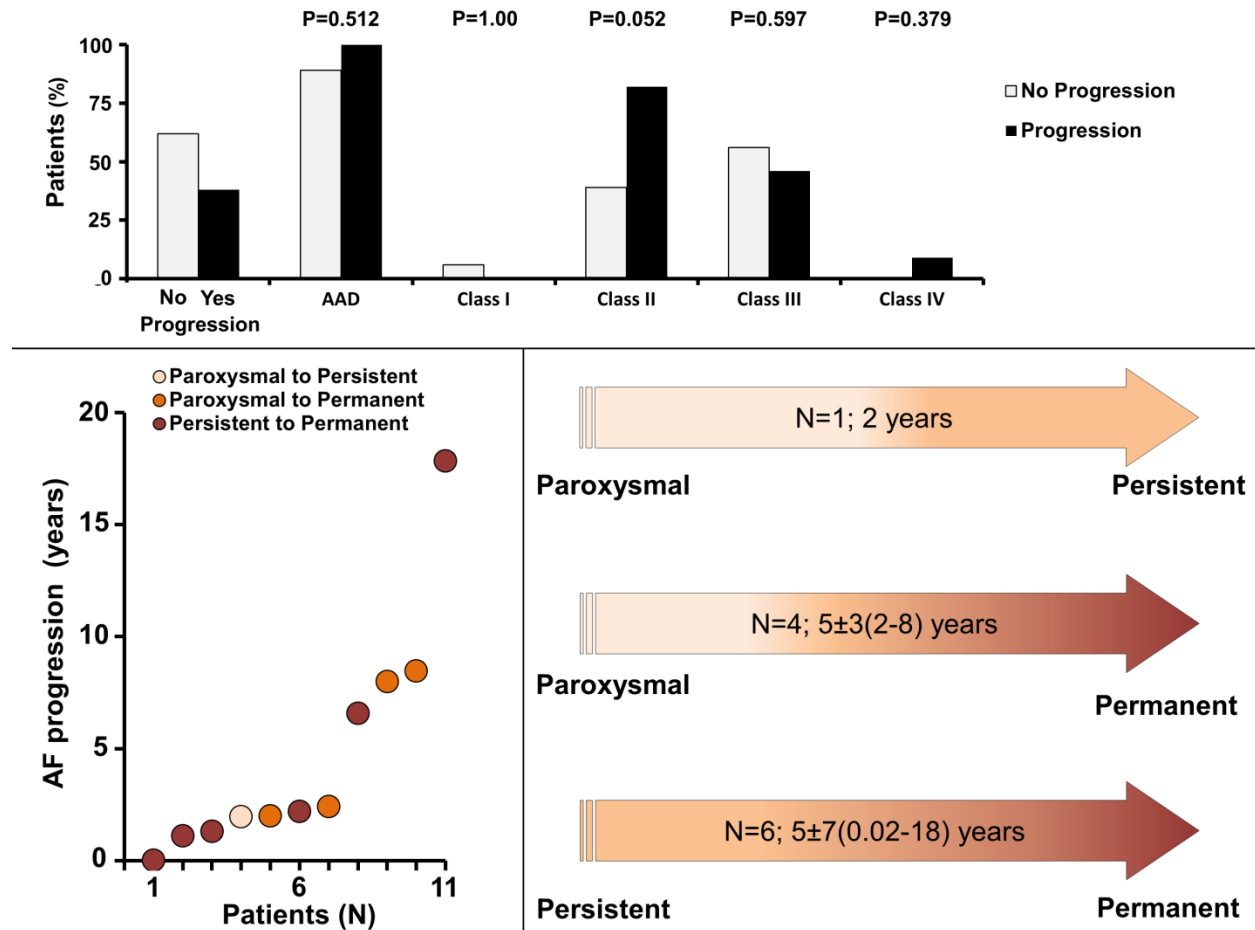 P=0.512 P=1.00 P=0.052 P=0.597 P=0.379
Patients (%)
100
75
50
25
0
No Progression
Progression
No Yes
Progression
AAD
Class I
Class II
Class III
Class IV
Paroxysmal to Persistent
Paroxysmal to Permanent
Persistent to Permanent
AF progression (years)
20
15
10
5
0
1 6 11
Patients (N)
N=1; 2 years
Paroxysmal
Persistent
N=4; 5±3(2-8) years
Paroxysmal
Permanent
N=6; 5±7(0.02-18) years
Persistent
Permanent